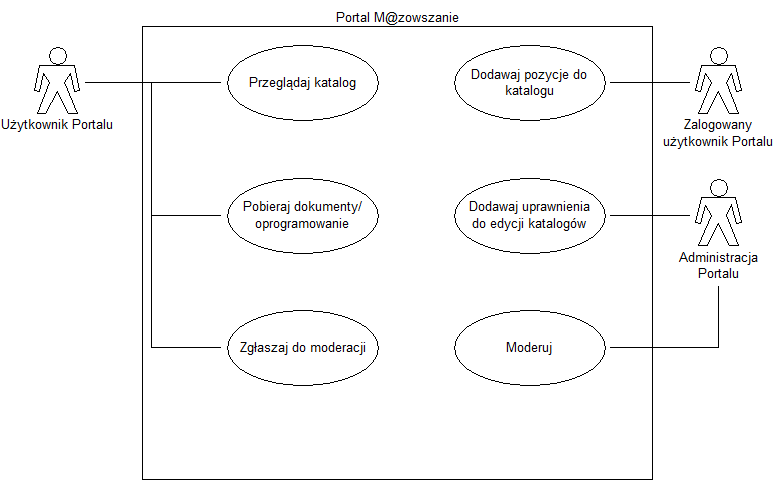 Portal M@zowszanie
Użytkownik Portalu
Przeglądaj katalog
Dodawaj pozycje do
katalogu
Zalogowany
użytkownik Portalu
Pobieraj dokumenty/
oprogramowanie
Dodawaj uprawnienia
do edycji katalogów
Administracja
Portalu
Zgłaszaj do moderacji
Moderuj